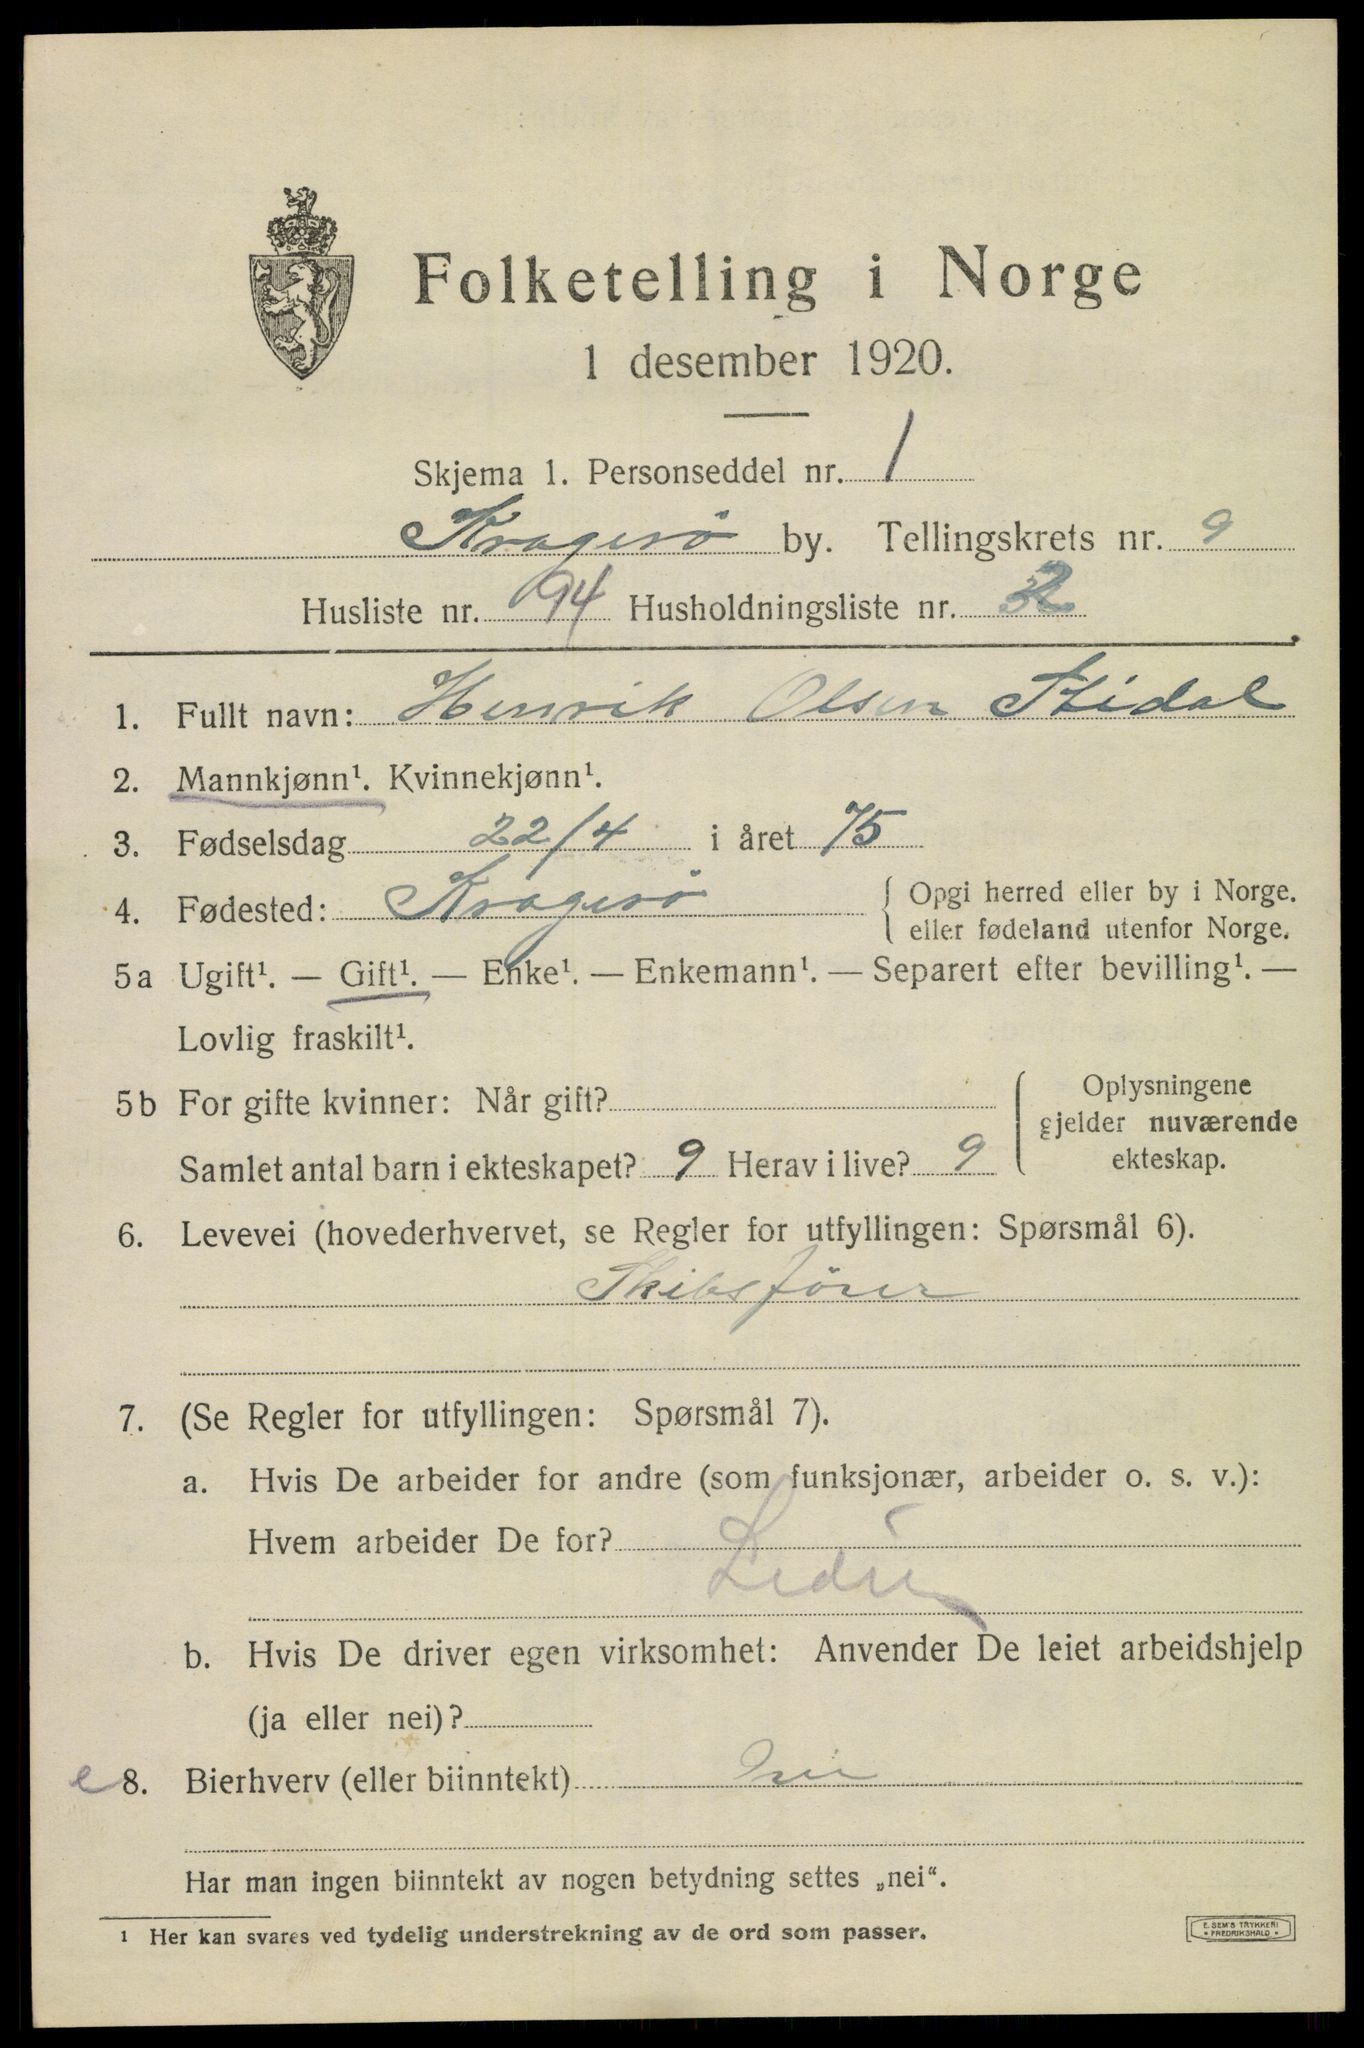 Folketelling i Norge
1 desember 1920.
Skjema 1. Personseddel nr. 1
Kragerö by. Tellingskrets nr. 9
Husliste nr. 94 Husholdningsliste nr. 2
1. Fullt navn: Henrik Olsen Stidal
2. Mannkjønn¹. Kvinnekjønn¹.
3. Fødselsdag 22/4 i året 75
4. Fødested: Kragerö { Opgi herred eller by i Norge.
eller fødeland utenfor Norge.
5a Ugift¹. — Gift¹. — Enke¹. — Enkemann¹. — Separert efter bevilling¹. —
Lovlig fraskilt¹.
5b For gifte kvinner: Når gift?
Samlet antal barn i ekteskapet? 9 Herav i live? 9
Oplysningene
gjelder nuværende
ekteskap.
6. Levevei (hovederhvervet, se Regler for utfyllingen: Spørsmål 6).
Skibsförer
7. (Se Regler for utfyllingen: Spørsmål 7).
a. Hvis De arbeider for andre (som funksjonær, arbeider o. s. v.):
Hvem arbeider De for?
b. Hvis De driver egen virksomhet: Anvender De leiet arbeidshjelp
(ja eller nei)?
e 8. Bierhverv (eller biinntekt)
Har man ingen biinntekt av nogen betydning settes „nei“.
¹ Her kan svares ved tydelig understrekning av de ord som passer.
E. SEM'S TRYKKERI
• FREDRIKSHALD •